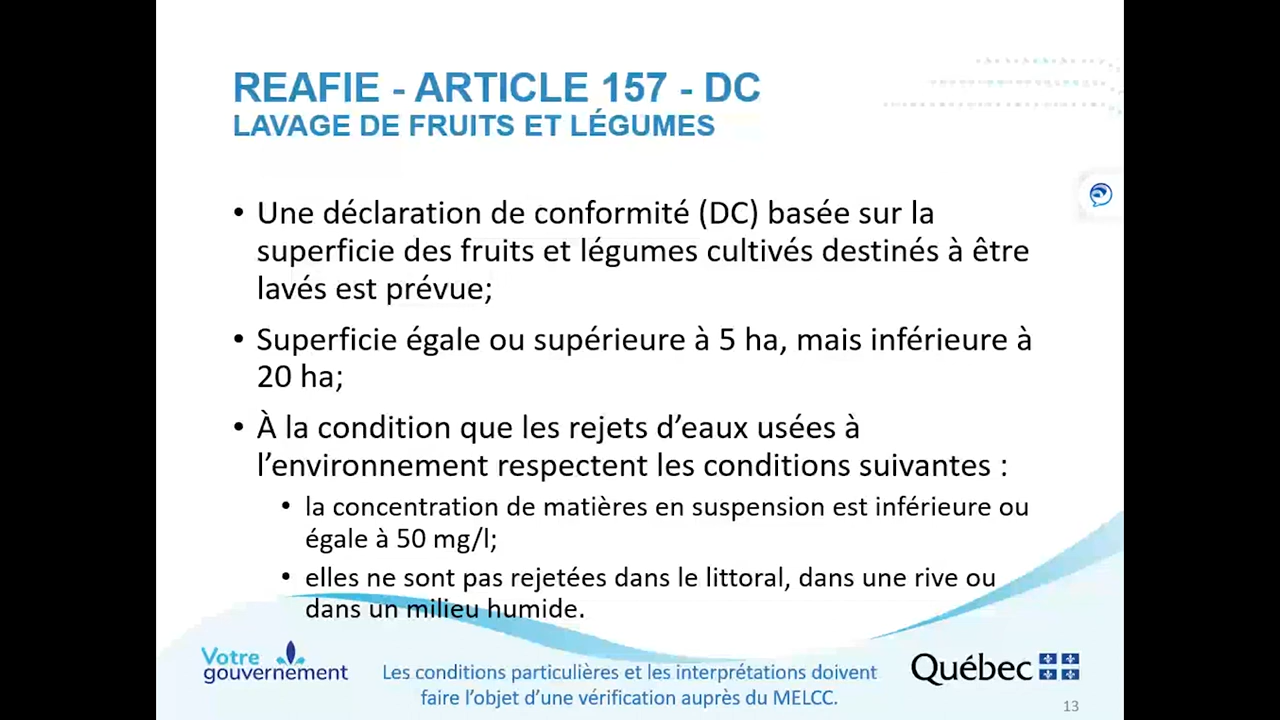 REAFIE - ARTICLE 157 - DC
LAVAGE DE FRUITS ET LÉGUMES
• Une déclaration de conformité (DC) basée sur la
superficie des fruits et légumes cultivés destinés à être
lavés est prévue;
• Superficie égale ou supérieure à 5 ha, mais inférieure à
20 ha;
• À la condition que les rejets d’eaux usées à
l’environnement respectent les conditions suivantes :
• la concentration de matières en suspension est inférieure ou
égale à 50 mg/l;
• elles ne sont pas rejetées dans le littoral, dans une rive ou
dans un milieu humide.
Votre
gouvernement
Les conditions particulières et les interprétations doivent
faire l’objet d’une vérification auprès du MELCC.
Québec
13